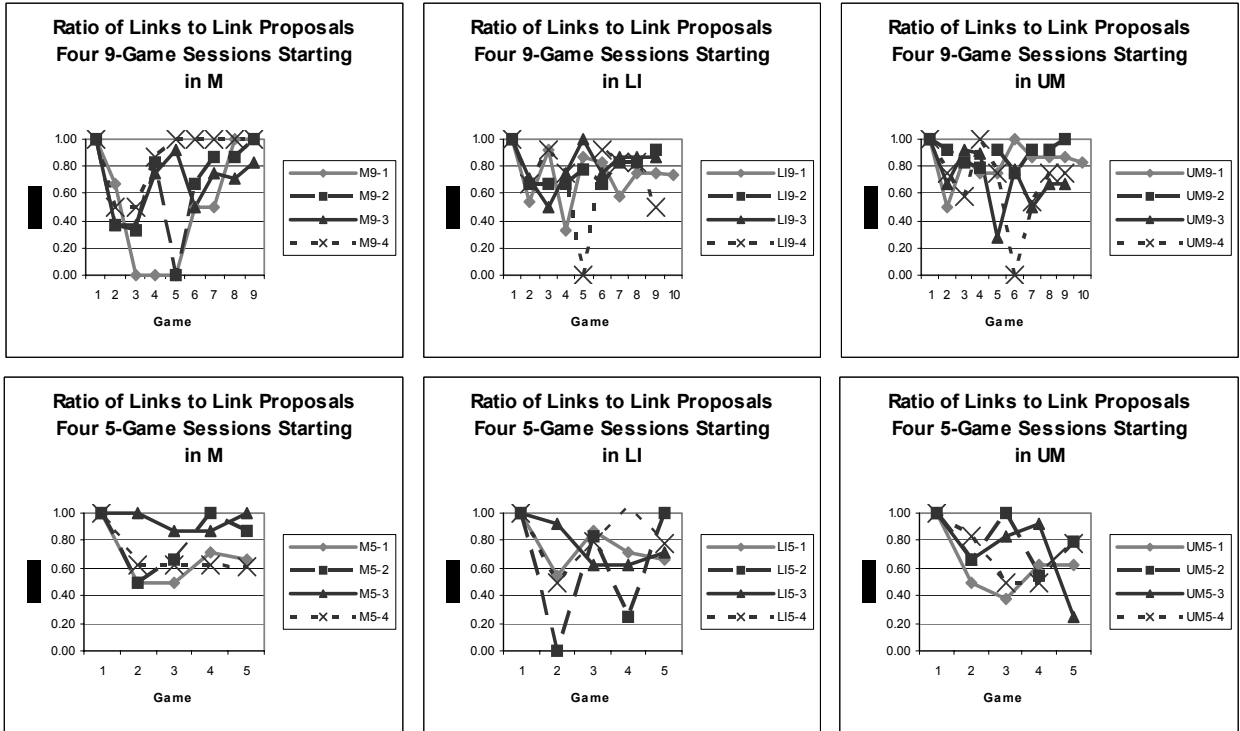 Ratio of Links to Link Proposals
Four 9-Game Sessions Starting
in M
1.00
0.80
0.60
0.40
0.20
0.00
1 2 3 4 5 6 7 8 9
Game
M9-1
M9-2
M9-3
M9-4
Ratio of Links to Link Proposals
Four 9-Game Sessions Starting
in LI
1.00
0.80
0.60
0.40
0.20
0.00
1 2 3 4 5 6 7 8 9 10
Game
LI9-1
LI9-2
LI9-3
LI9-4
Ratio of Links to Link Proposals
Four 9-Game Sessions Starting
in UM
1.00
0.80
0.60
0.40
0.20
0.00
1 2 3 4 5 6 7 8 9 10
Game
UM9-1
UM9-2
UM9-3
UM9-4
Ratio of Links to Link Proposals
Four 5-Game Sessions Starting
in M
1.00
0.80
0.60
0.40
0.20
0.00
1 2 3 4 5
Game
M5-1
M5-2
M5-3
M5-4
Ratio of Links to Link Proposals
Four 5-Game Sessions Starting
in LI
1.00
0.80
0.60
0.40
0.20
0.00
1 2 3 4 5
Game
LI5-1
LI5-2
LI5-3
LI5-4
Ratio of Links to Link Proposals
Four 5-Game Sessions Starting
in UM
1.00
0.80
0.60
0.40
0.20
0.00
1 2 3 4 5
Game
UM5-1
UM5-2
UM5-3
UM5-4